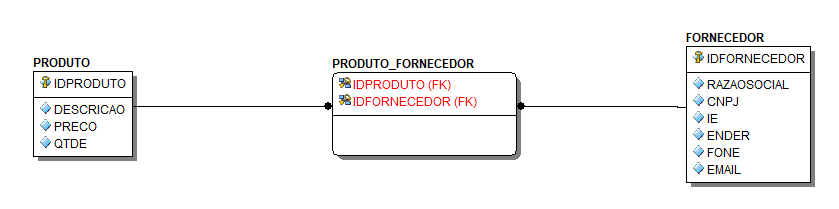 PRODUTO
IDPRODUTO
DESCRICAO
PRECO
QTDE
PRODUTO_FORNECEDOR
IDPRODUTO (FK)
IDFORNECEDOR (FK)
FORNECEDOR
IDFORNECEDOR
RAZAOSOCIAL
CNPJ
IE
ENDER
FONE
EMAIL